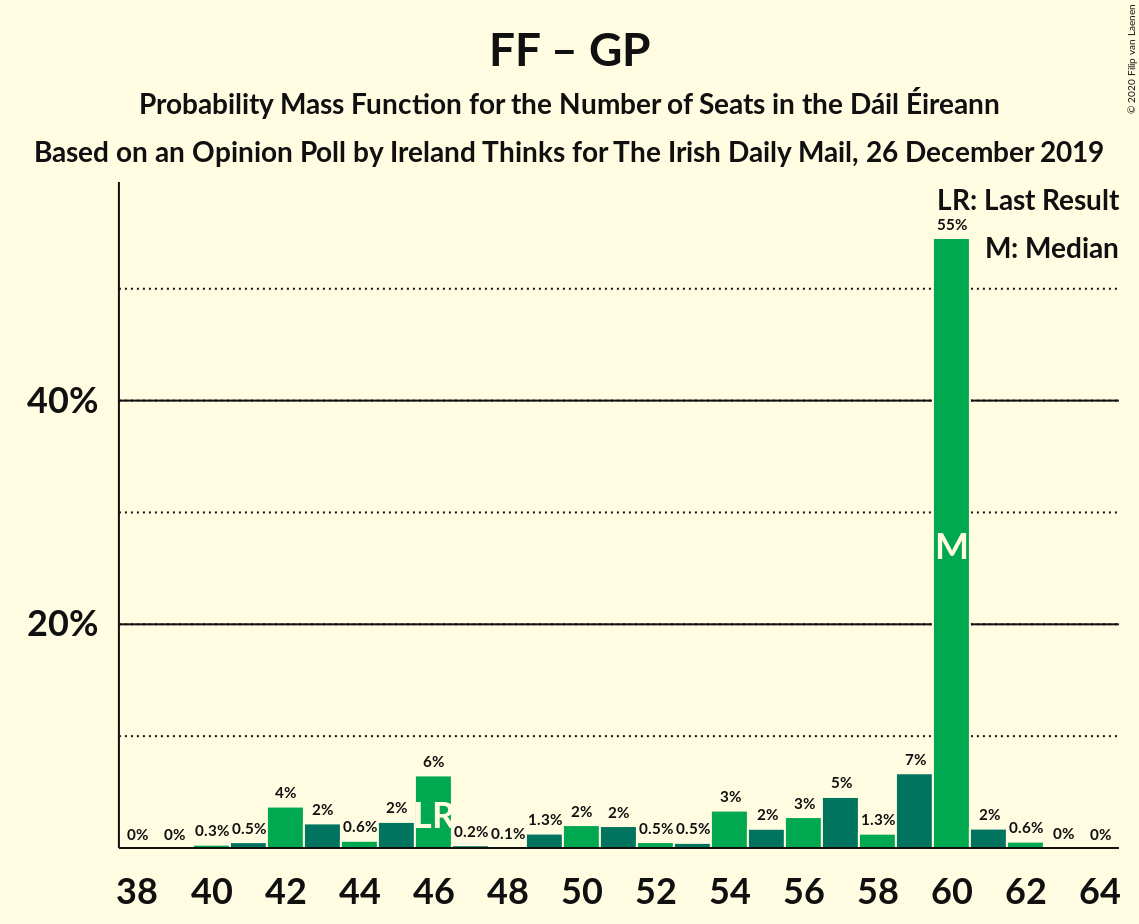 FF – GP
Probability Mass Function for the Number of Seats in the Dáil Éireann
Based on an Opinion Poll by Ireland Thinks for The Irish Daily Mail, 26 December 2019
© 2020 Filip van Laenen
LR: Last Result
M: Median
55%
40%
M
20%
0% 0% 0.3% 0.5% 4% 2% 0.6% 2% 6% 0.2% 0.1% 1.3% 2% 2% 0.5% 0.5% 3% 2% 3% 5% 1.3% 7% 2% 0.6% 0% 0%
LR
38 40 42 44 46 48 50 52 54 56 58 60 62 64